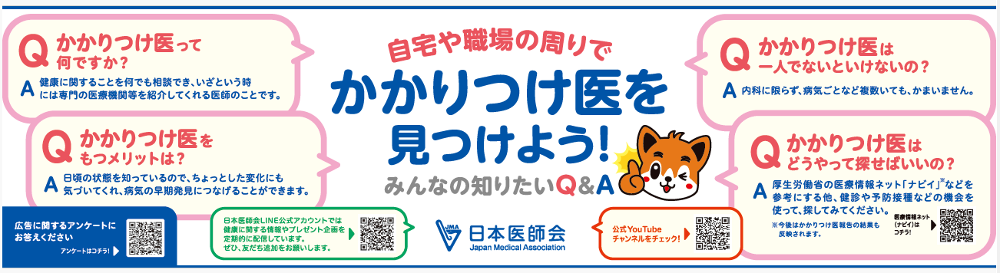 Q かかりつけ医って
何ですか?
A 健康に関することを何でも相談でき、いざという時
には専門の医療機関等を紹介してくれる医師のことです。
Q かかりつけ医を
もつメリットは?
A 日頃の状態を知っているので、ちょっとした変化にも
気づいてくれ、病気の早期発見につなげることができます。
自宅や職場の周りで
かかりつけ医を
見つけよう!
みんなの知りたいQ&A
Q かかりつけ医は
一人でないといけないの?
A 内科に限らず、病気ごとなど複数いても、かまいません。
Q かかりつけ医は
どうやって探せばいいの?
A 厚生労働省の医療情報ネット「ナビイ」※などを
参考にする他、健診や予防接種などの機会を
使って、探してみてください。
※今後はかかりつけ医報告の結果も
反映されます。
医療情報ネット
(ナビイ)は
コチラ!
広告に関するアンケートに
お答えください
アンケートはコチラ!
日本医師会LINE公式アカウントでは
健康に関する情報やプレゼント企画を
定期的に配信しています。
ぜひ、友だち追加をお願いします。
JMA
日本医師会
Japan Medical Association
公式YouTube
チャンネルをチェック!